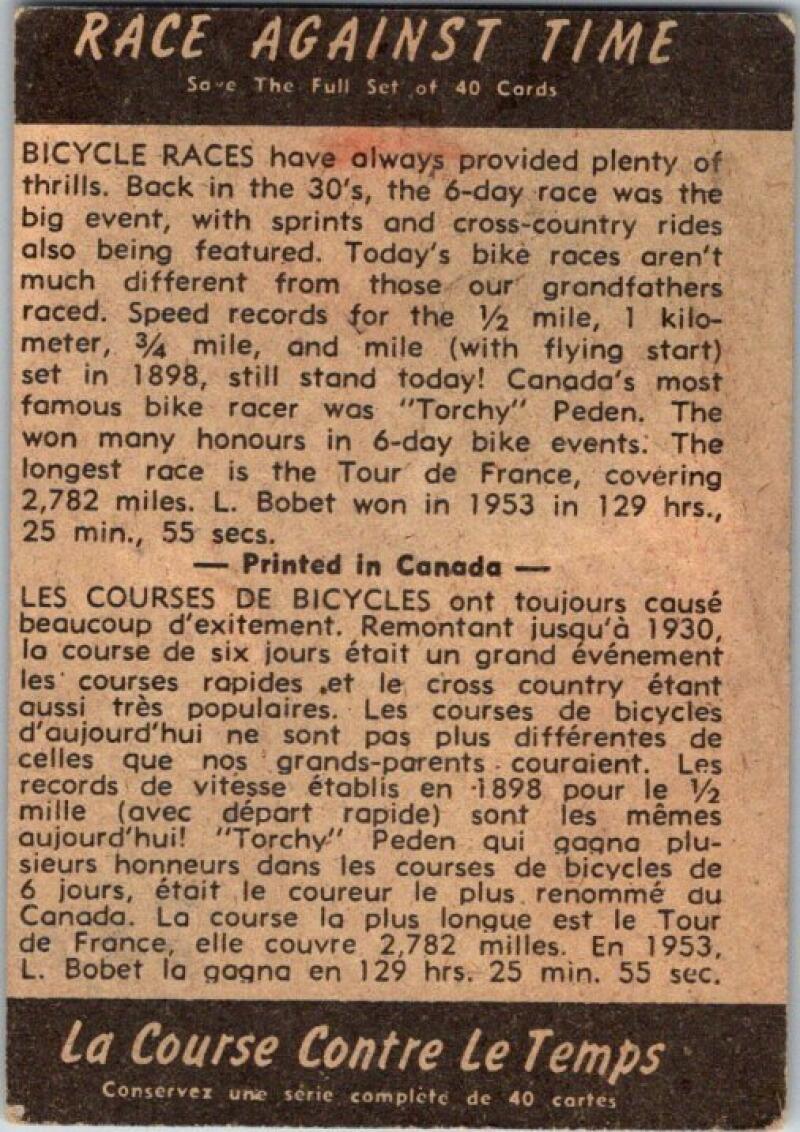 RACE AGAINST TIME
Save The Full Set of 40 Cards
BICYCLE RACES have always provided plenty of
thrills. Back in the 30's, the 6-day race was the
big event, with sprints and cross-country rides
also being featured. Today's bike races aren't
much different from those our grandfathers
raced. Speed records for the ½ mile, 1 kilo-
meter, ¾ mile, and mile (with flying start)
set in 1898, still stand today! Canada's most
famous bike racer was "Torchy" Peden. The
won many honours in 6-day bike events. The
longest race is the Tour de France, covering
2,782 miles. L. Bobet won in 1953 in 129 hrs.,
25 min., 55 secs.
— Printed in Canada —
LES COURSES DE BICYCLES ont toujours causé
beaucoup d'exitement. Remontant jusqu'à 1930,
la course de six jours était un grand événement
les courses rapides et le cross country étant
aussi très populaires. Les courses de bicycles
d'aujourd'hui ne sont pas plus différentes de
celles que nos grands-parents couraient. Les
records de vitesse établis en 1898 pour le ½
mille (avec départ rapide) sont les mêmes
aujourd'hui! "Torchy" Peden qui gagna plu-
sieurs honneurs dans les courses de bicycles de
6 jours, était le coureur le plus renommé du
Canada. La course la plus longue est le Tour
de France, elle couvre 2,782 milles. En 1953,
L. Bobet la gagna en 129 hrs. 25 min. 55 sec.
La Course Contre Le Temps
Conservez une série complète de 40 cartes